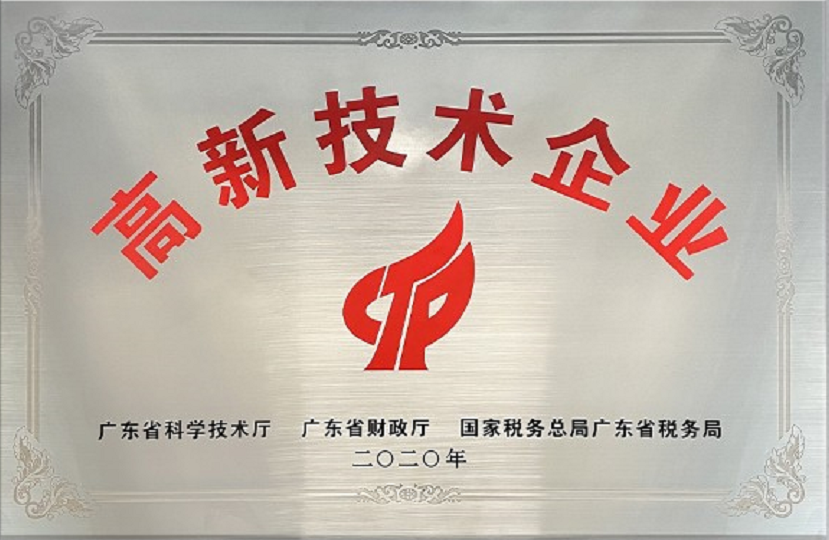 高新技术企业
CTP
广东省科学技术厅 广东省财政厅 国家税务总局广东省税务局
二〇二〇年